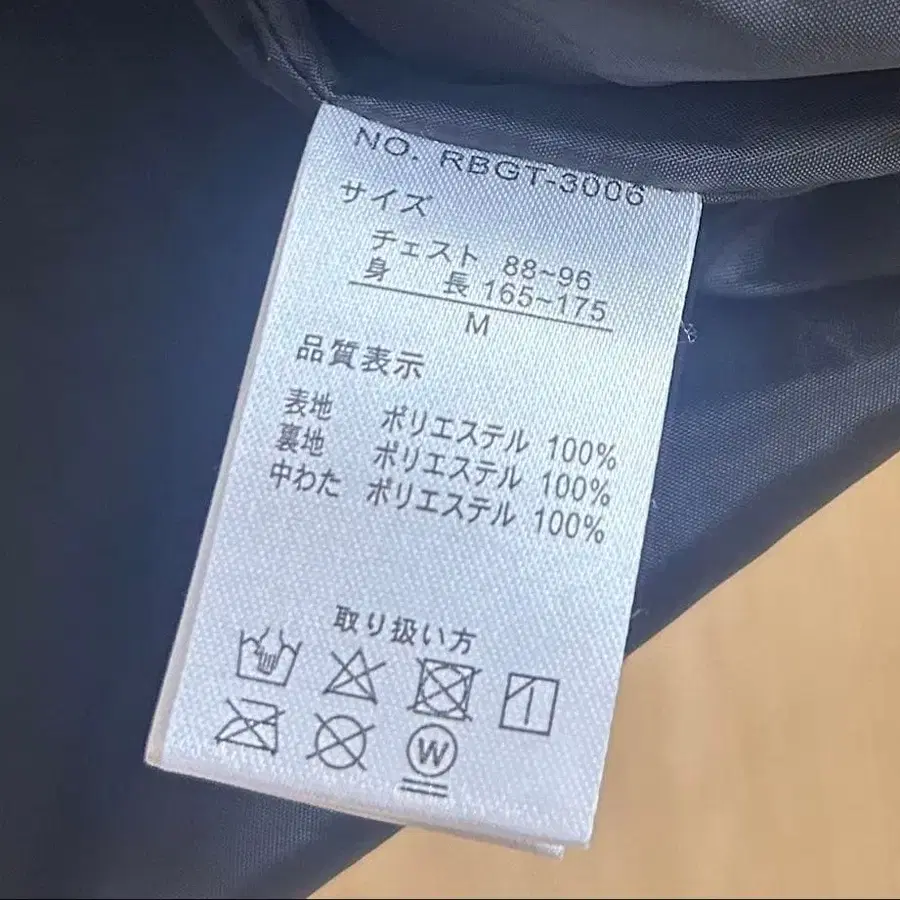 NO. RBGT-3006
サイズ
チェスト 88~96
身 長 165~175
M
品質表示
表地 ポリエステル 100%
裏地 ポリエステル 100%
中わた ポリエステル 100%
取り扱い方
W